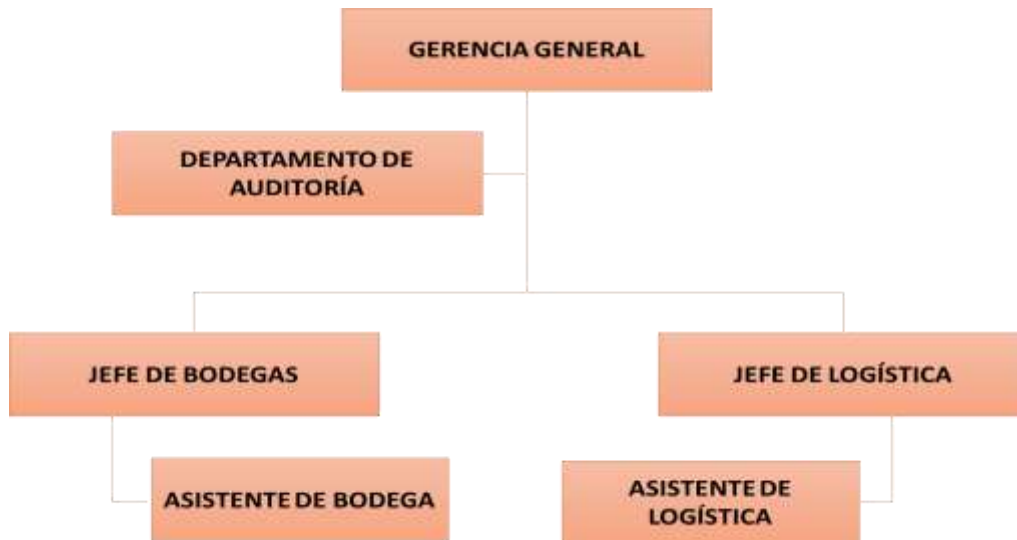 GERENCIA GENERAL
DEPARTAMENTO DE
AUDITORÍA
JEFE DE BODEGAS
JEFE DE LOGÍSTICA
ASISTENTE DE BODEGA
ASISTENTE DE
LOGÍSTICA